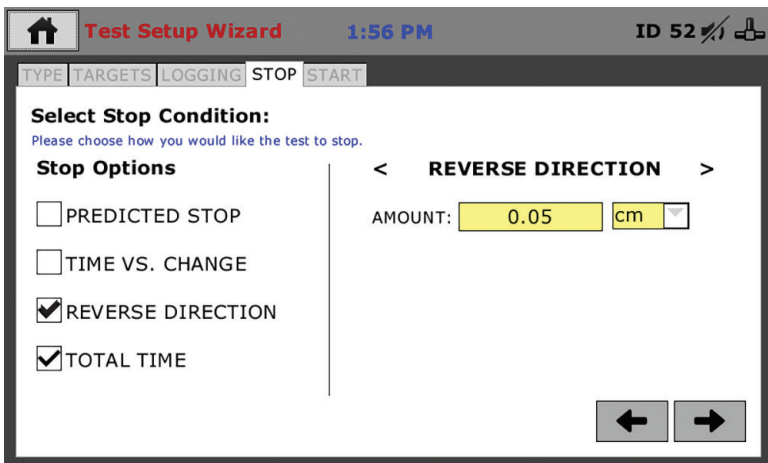 Test Setup Wizard 1:56 PM ID 52
TYPE TARGETS LOGGING STOP START
Select Stop Condition:
Please choose how you would like the test to stop.
Stop Options
PREDICTED STOP
TIME VS. CHANGE
REVERSE DIRECTION
TOTAL TIME
< REVERSE DIRECTION >
AMOUNT: 0.05 cm